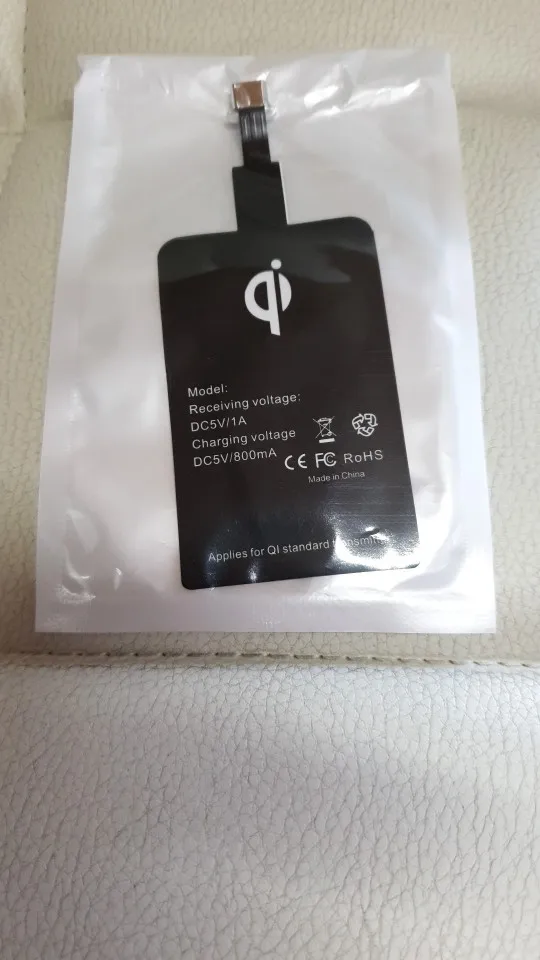 qi
Model:
Receiving voltage:
DC5V/1A
Charging voltage
DC5V/800mA
CE FC RoHS
Made in China
Applies for QI standard